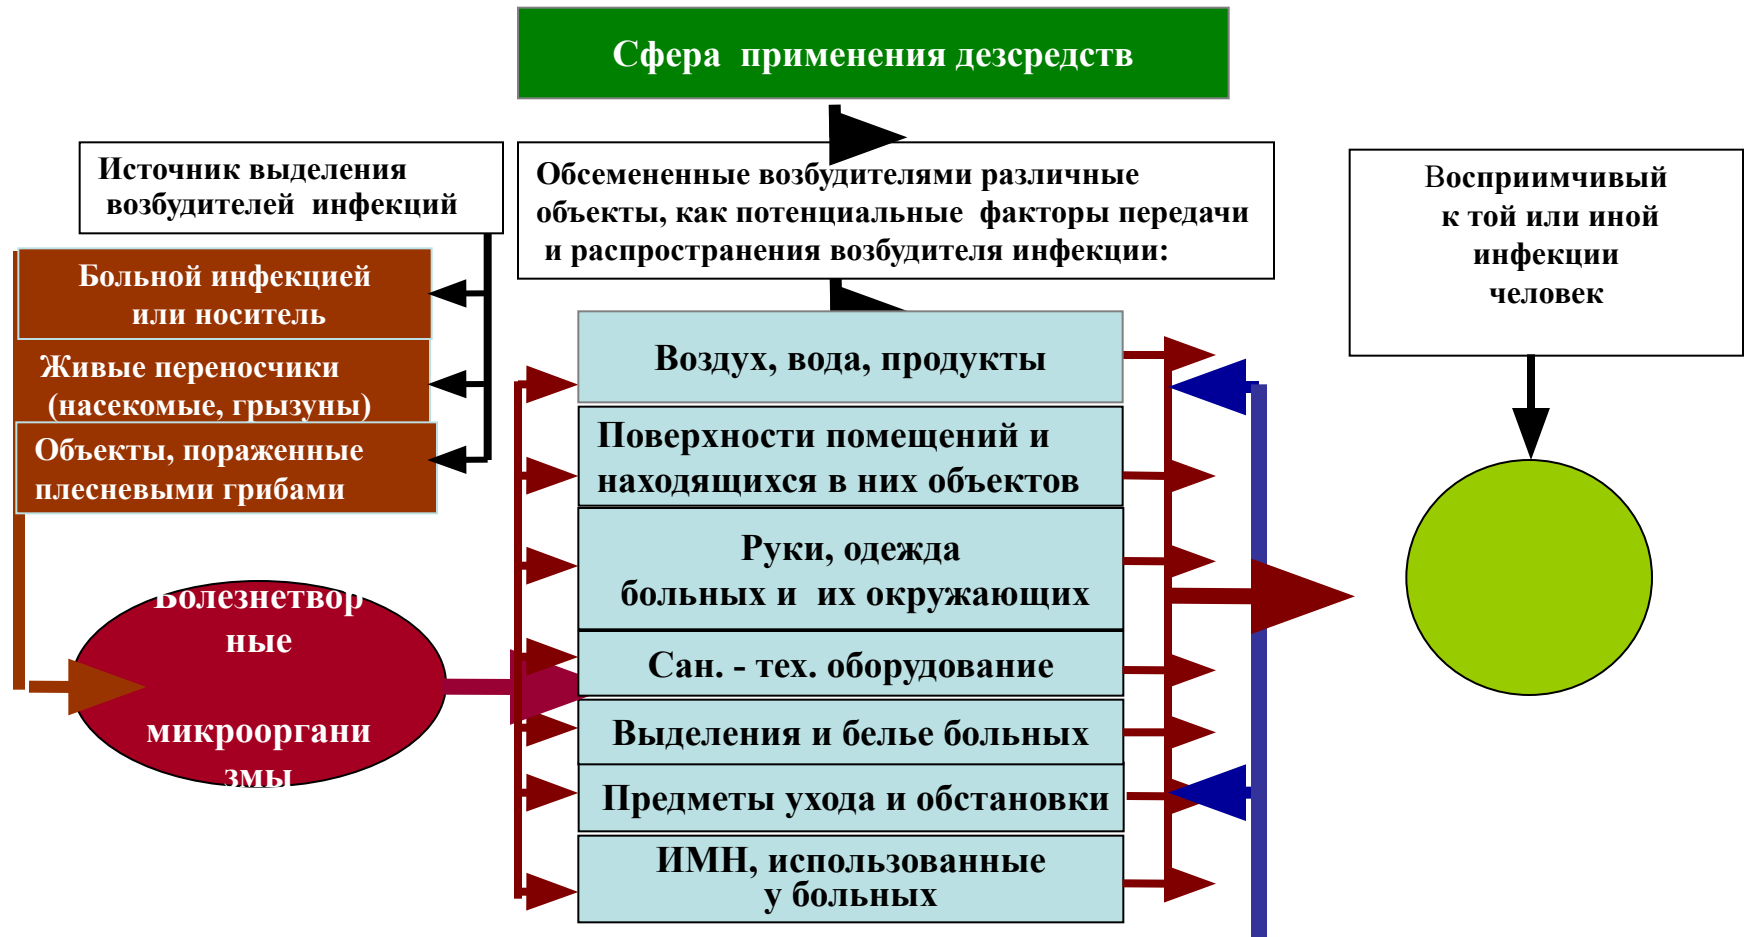 Сфера применения дезсредств
Источник выделения
возбудителей инфекций
Обсемененные возбудителями различные
объекты, как потенциальные факторы передачи
и распространения возбудителя инфекции:
Восприимчивый
к той или иной
инфекции
человек
Больной инфекцией
или носитель
Живые переносчики
(насекомые, грызуны)
Объекты, пораженные
плесневыми грибами
Болезнетвор
ные
микрооргани
змы
Воздух, вода, продукты
Поверхности помещений и
находящихся в них объектов
Руки, одежда
больных и их окружающих
Сан. - тех. оборудование
Выделения и белье больных
Предметы ухода и обстановки
ИМН, использованные
у больных